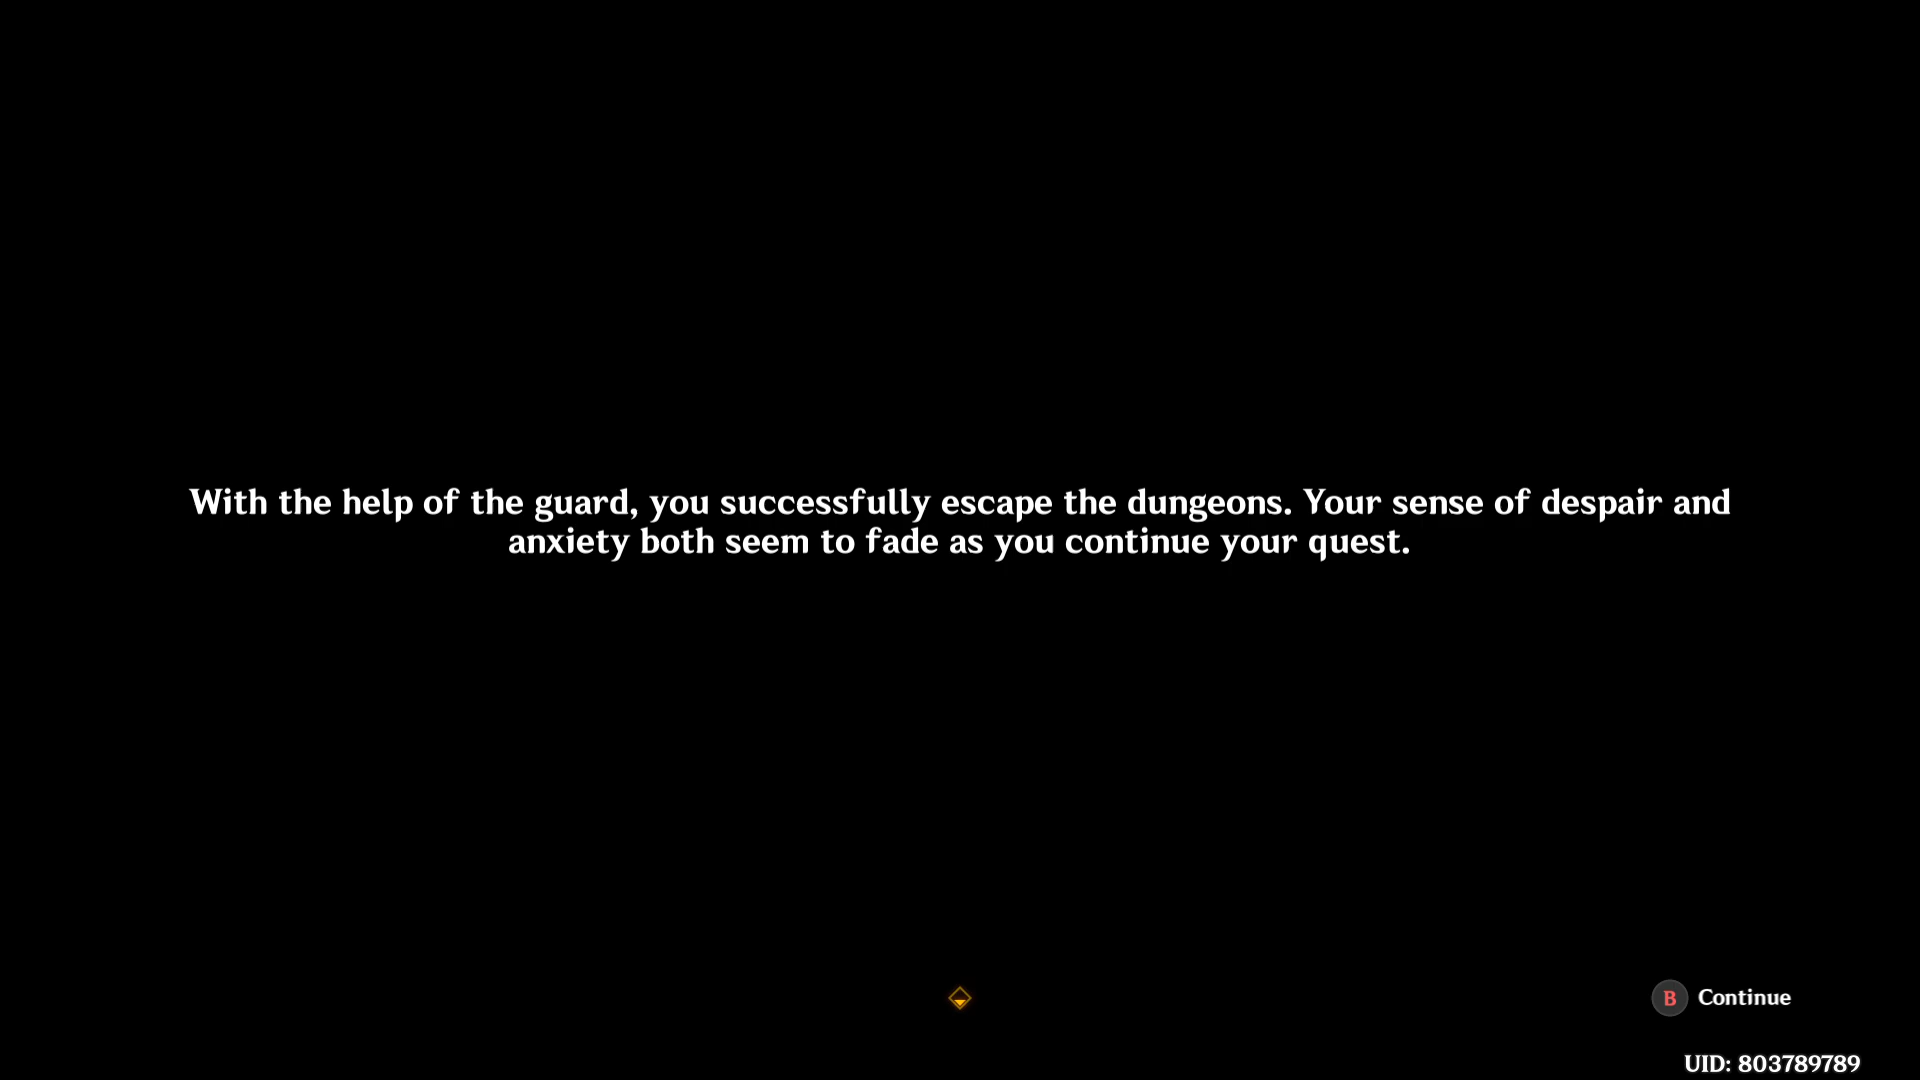 With the help of the guard, you successfully escape the dungeons. Your sense of despair and
anxiety both seem to fade as you continue your quest.
B Continue
UID: 803789789